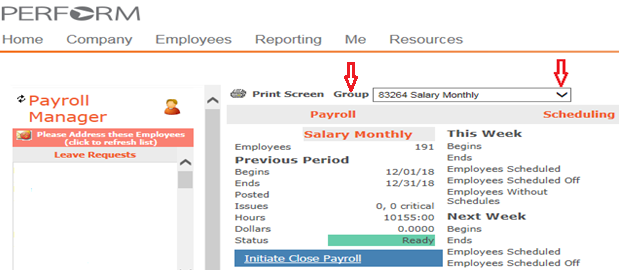 PERFORM
Home Company Employees Reporting Me Resources
Print Screen Group 83264 Salary Monthly
Payroll Manager
Please Address these Employees
(click to refresh list)
Leave Requests
Payroll
Salary Monthly
Employees 191
Previous Period
Begins 12/01/18
Ends 12/31/18
Posted
Issues 0, 0 critical
Hours 10155:00
Dollars 0.0000
Status Ready
Initiate Close Payroll
Scheduling
This Week
Begins
Ends
Employees Scheduled
Employees Scheduled Off
Employees Without
Schedules
Next Week
Begins
Ends
Employees Scheduled
Employees Scheduled Off